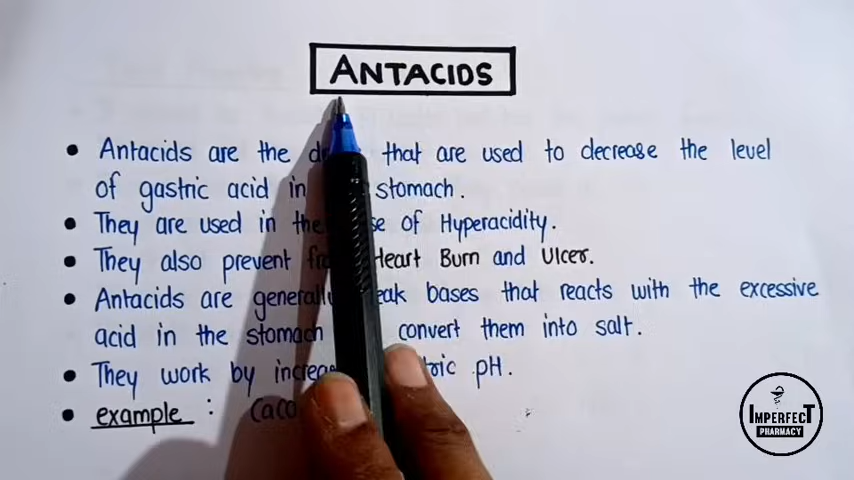 ANTACIDS
• Antacids are the that are used to decrease the level
of gastric acid in stomach.
• They are used in the of Hyperacidity.
• They also prevent Heart Burn and Ulcer.
• Antacids are generally bases that reacts with the excessive
acid in the stomach convert them into salt.
• They work by pH.
• example :
IMPERFECT
PHARMACY